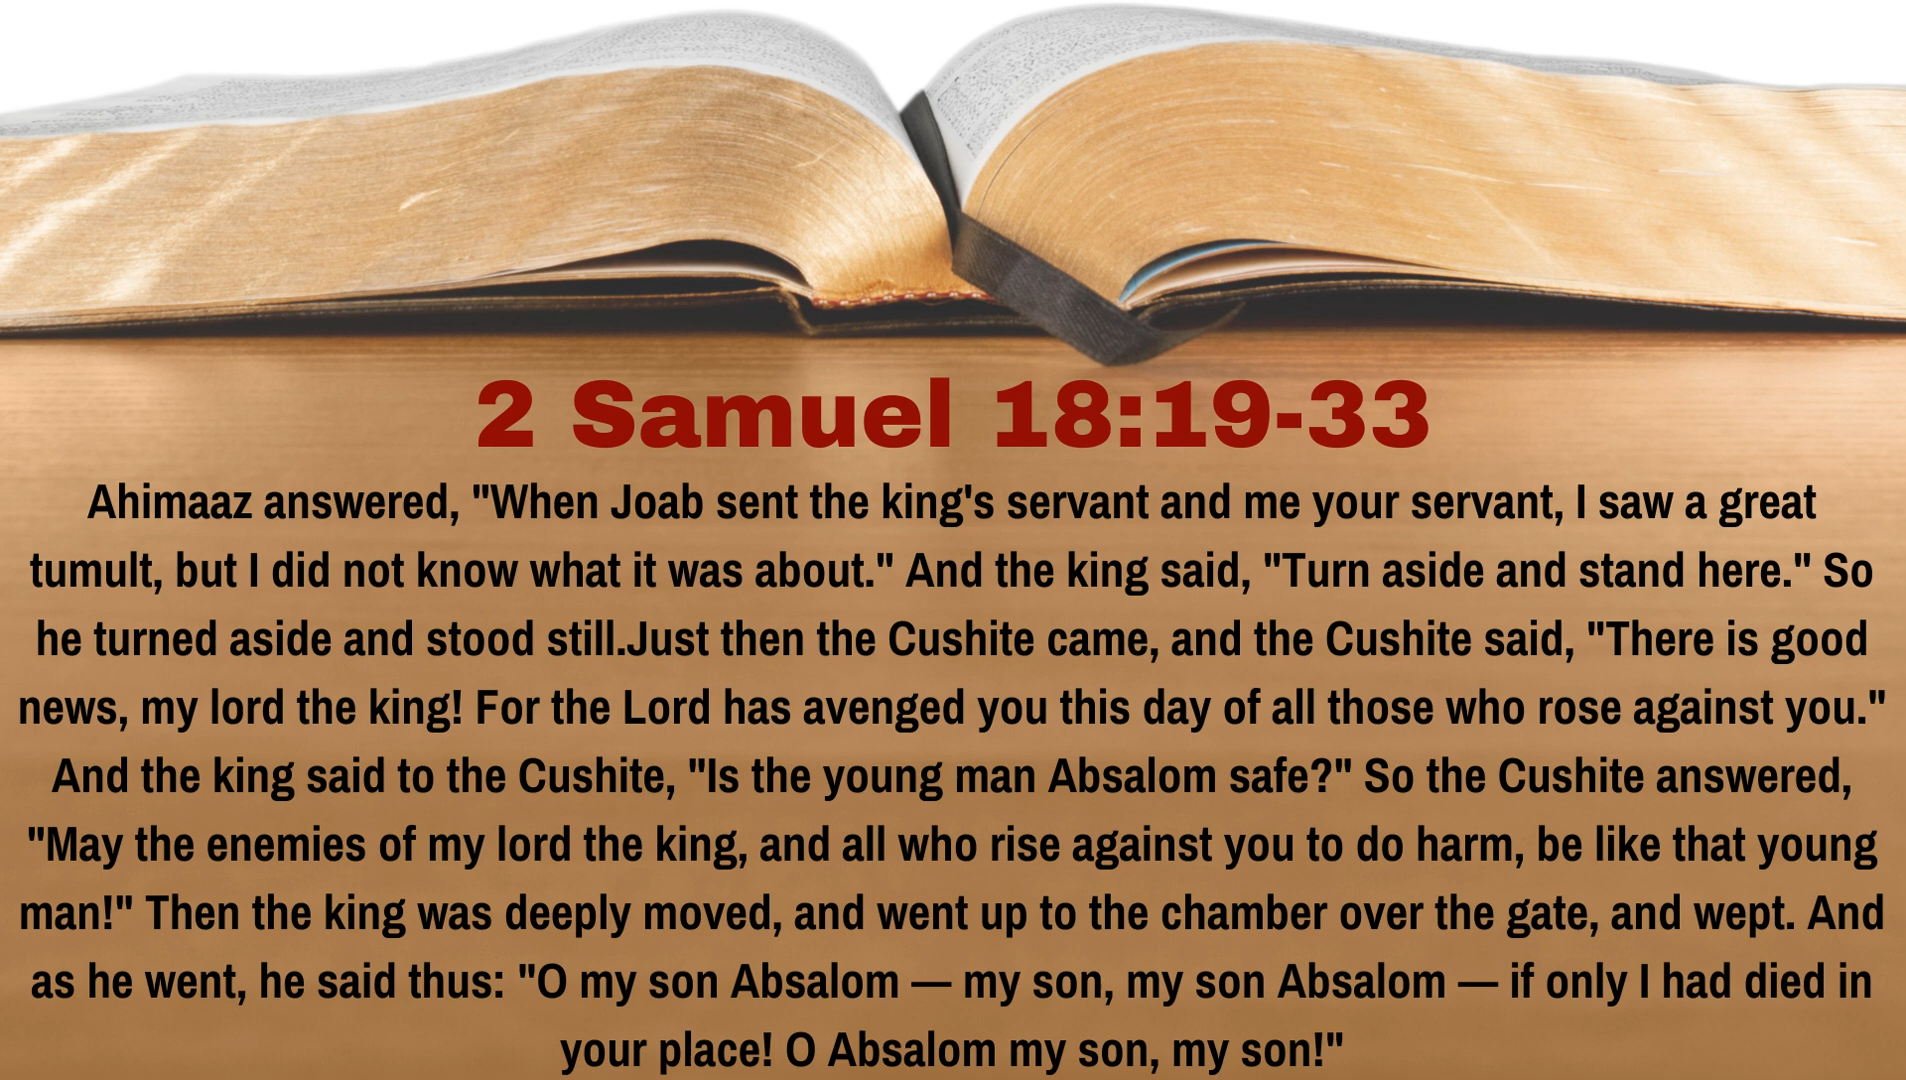 2 Samuel 18:19-33
Ahimaaz answered, "When Joab sent the king's servant and me your servant, I saw a great
tumult, but I did not know what it was about." And the king said, "Turn aside and stand here." So
he turned aside and stood still.Just then the Cushite came, and the Cushite said, "There is good
news, my lord the king! For the Lord has avenged you this day of all those who rose against you."
And the king said to the Cushite, "Is the young man Absalom safe?" So the Cushite answered,
"May the enemies of my lord the king, and all who rise against you to do harm, be like that young
man!" Then the king was deeply moved, and went up to the chamber over the gate, and wept. And
as he went, he said thus: "O my son Absalom — my son, my son Absalom — if only I had died in
your place! O Absalom my son, my son!"